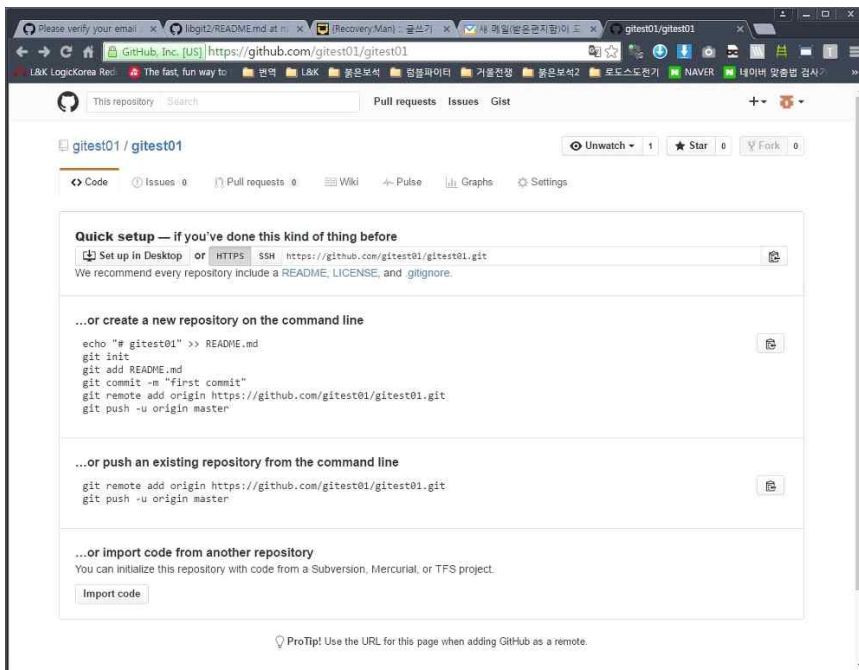 Please verify your email
libgit2/README.md at m
(Recovery:Man) :: 글쓰기
새 메일(받은편지함)이 도
gitest01/gitest01
GitHub, Inc. [US] https://github.com/gitest01/gitest01
L&K LogicKorea Red
The fast, fun way to
번역
L&K
붉은보석
럼블파이터
거울전쟁
붉은보석2
로도스도전기
NAVER
네이버 맞춤법 검사기
»
This repository Search
Pull requests Issues Gist
gitest01 / gitest01
Unwatch 1
Star 0
Fork 0
Code
Issues 0
Pull requests 0
Wiki
Pulse
Graphs
Settings
Quick setup — if you've done this kind of thing before
Set up in Desktop or HTTPS SSH https://github.com/gitest01/gitest01.git
We recommend every repository include a README, LICENSE, and .gitignore.
…or create a new repository on the command line
echo "# gitest01" >> README.md
git init
git add README.md
git commit -m "first commit"
git remote add origin https://github.com/gitest01/gitest01.git
git push -u origin master
…or push an existing repository from the command line
git remote add origin https://github.com/gitest01/gitest01.git
git push -u origin master
…or import code from another repository
You can initialize this repository with code from a Subversion, Mercurial, or TFS project.
Import code
ProTip! Use the URL for this page when adding GitHub as a remote.